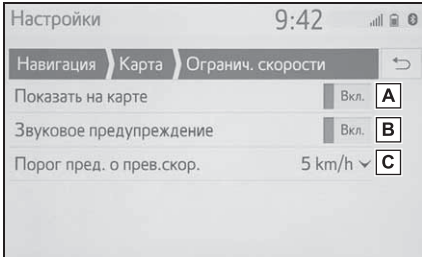 Настройки 9:42
Навигация Карта Огранич. скорости
Показать на карте Вкл. A
Звуковое предупреждение Вкл. B
Порог пред. о прев.скор. 5 km/h C